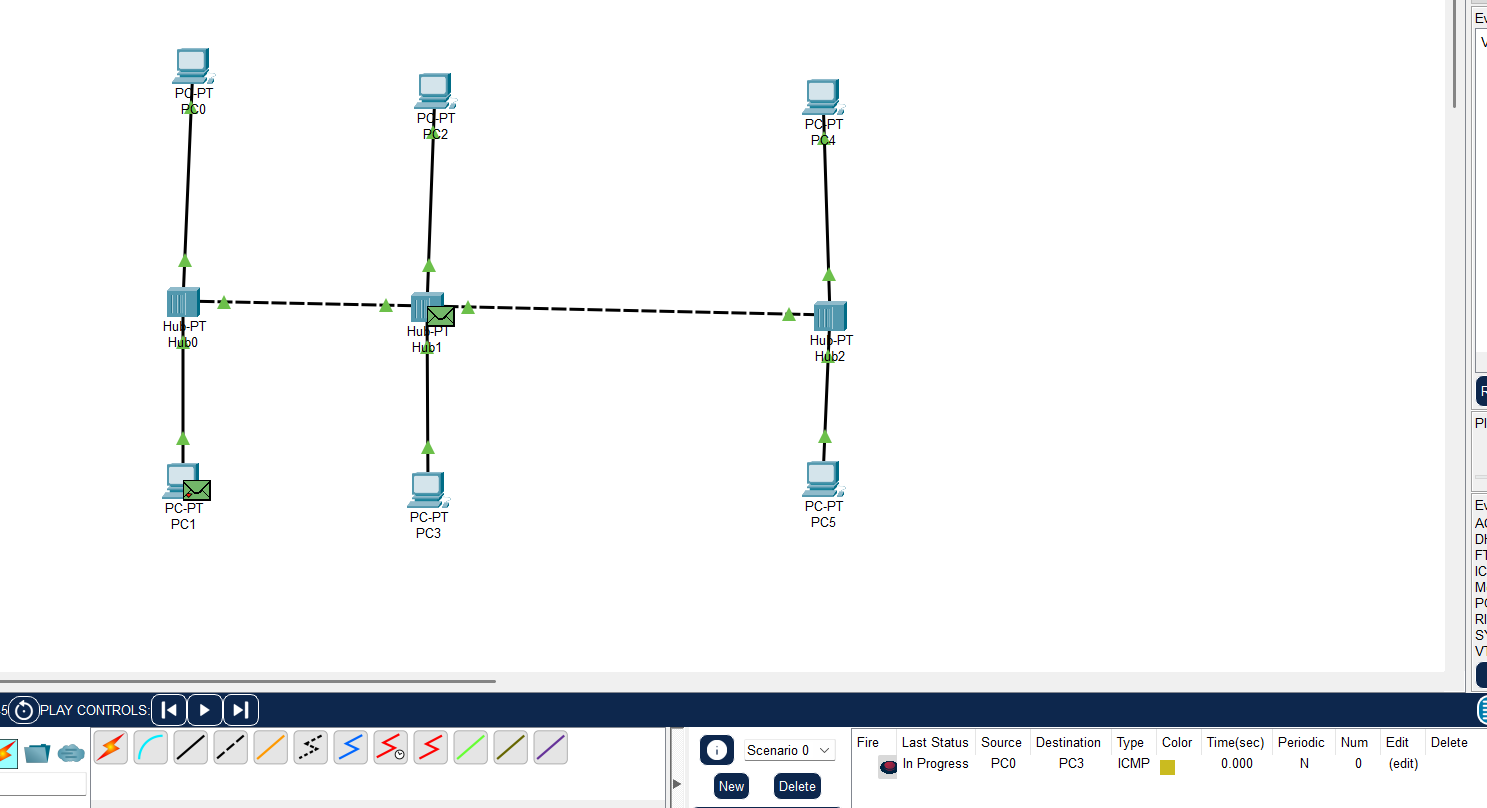 PC-PT
PC0
PC-PT
PC2
PC-PT
PC4
Hub-PT
Hub0
Hub-PT
Hub1
Hub-PT
Hub2
PC-PT
PC1
PC-PT
PC3
PC-PT
PC5
PLAY CONTROLS:
Scenario 0
New
Delete
Fire Last Status Source Destination Type Color Time(sec) Periodic Num Edit Delete
In Progress PC0 PC3 ICMP 0.000 N 0 (edit)